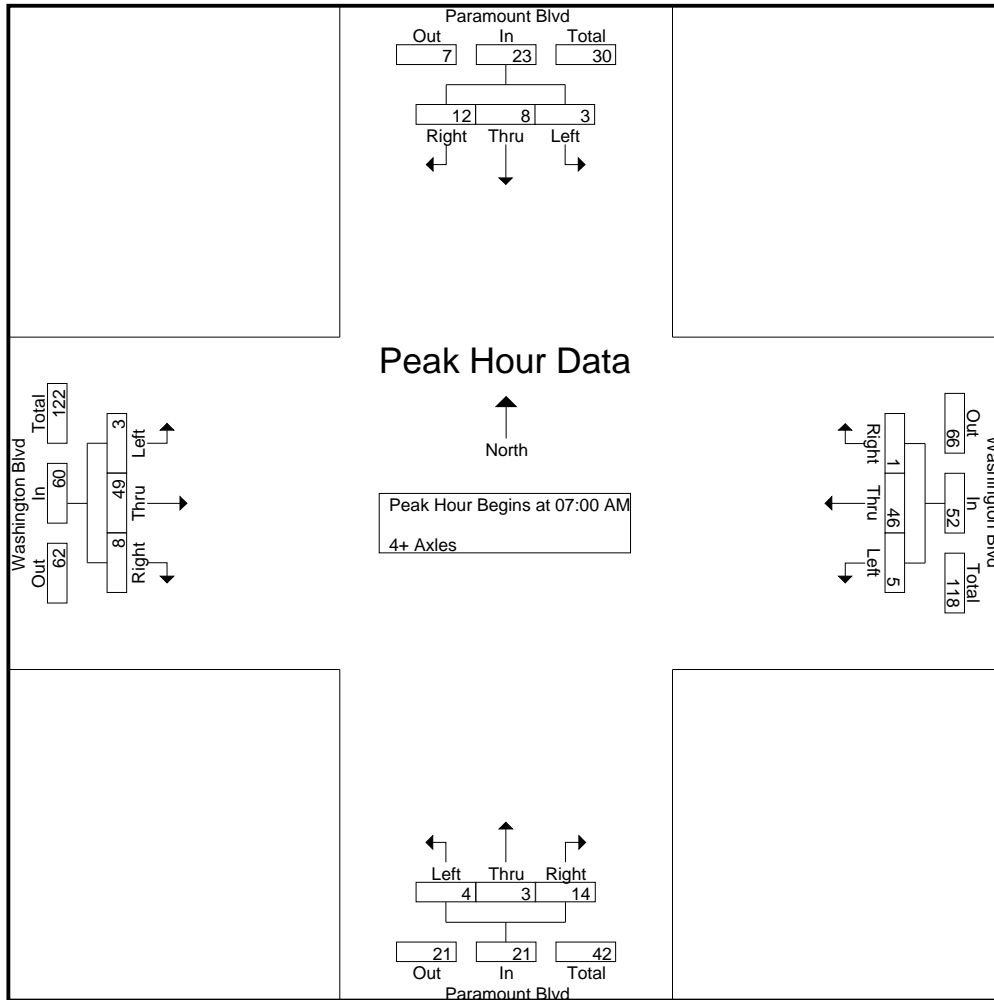 Paramount Blvd
Out In Total
7 23 30
12 8 3
Right Thru Left
Peak Hour Data
North
Peak Hour Begins at 07:00 AM
4+ Axles
Washington Blvd
Out In Total
62 60 122
8 49 3
Right Thru Left
Washington Blvd
Out In Total
66 52 118
1 46 5
Right Thru Left
Left Thru Right
4 3 14
21 21 42
Out In Total
Paramount Blvd